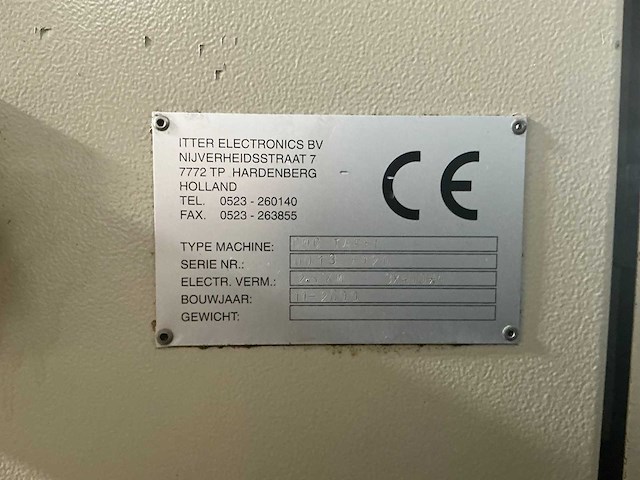 ITTER ELECTRONICS BV
NIJVERHEIDSSTRAAT 7
7772 TP HARDENBERG
HOLLAND
TEL. 0523 - 260140
FAX. 0523 - 263855
CE
TYPE MACHINE:
SERIE NR.:
ELECTR. VERM.:
BOUWJAAR:
GEWICHT: